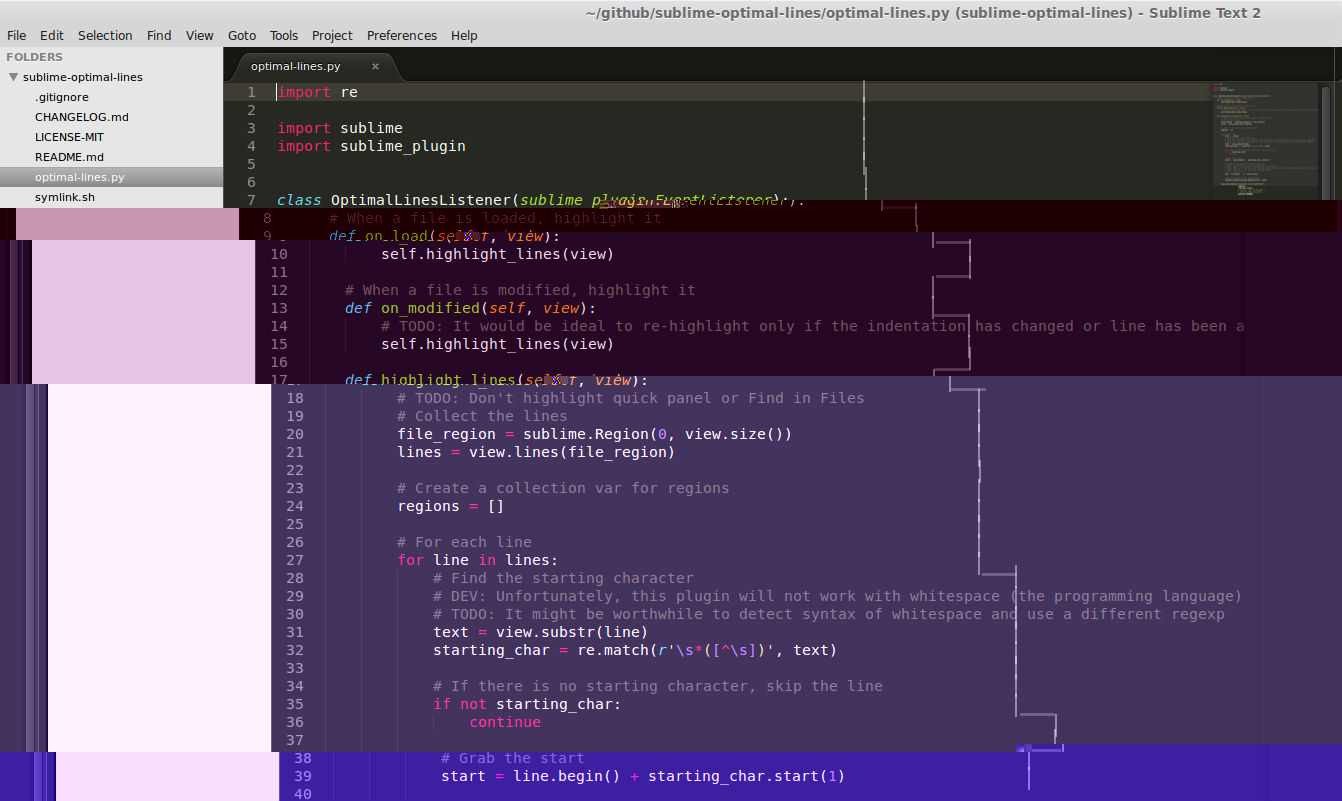 ~/github/sublime-optimal-lines/optimal-lines.py (sublime-optimal-lines) - Sublime Text 2
File Edit Selection Find View Goto Tools Project Preferences Help
FOLDERS
sublime-optimal-lines
.gitignore
CHANGELOG.md
LICENSE-MIT
README.md
optimal-lines.py
symlink.sh
optimal-lines.py ×
1 import re
2
3 import sublime
4 import sublime_plugin
5
6
7 class OptimalLinesListener(sublime_plugin.EventListener):
8 # When a file is loaded, highlight it
9 def on_load(self, view):
10 self.highlight_lines(view)
11
12 # When a file is modified, highlight it
13 def on_modified(self, view):
14 # TODO: It would be ideal to re-highlight only if the indentation has changed or line has been a
15 self.highlight_lines(view)
16
17 def highlight_lines(self, view):
18 # TODO: Don't highlight quick panel or Find in Files
19 # Collect the lines
20 file_region = sublime.Region(0, view.size())
21 lines = view.lines(file_region)
22
23 # Create a collection var for regions
24 regions = []
25
26 # For each line
27 for line in lines:
28 # Find the starting character
29 # DEV: Unfortunately, this plugin will not work with whitespace (the programming language)
30 # TODO: It might be worthwhile to detect syntax of whitespace and use a different regexp
31 text = view.substr(line)
32 starting_char = re.match(r'\s*([^\s])', text)
33
34 # If there is no starting character, skip the line
35 if not starting_char:
36 continue
37
38 # Grab the start
39 start = line.begin() + starting_char.start(1)
40